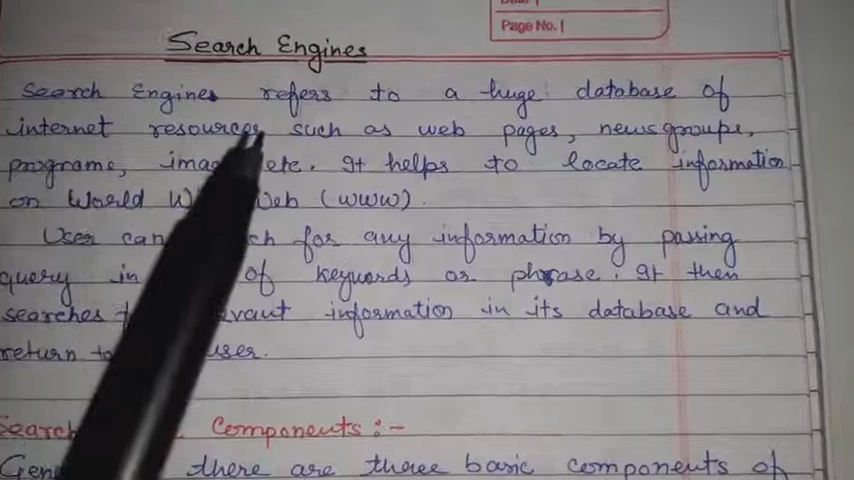 Page No. 1
Search Engines
Search Engines refers to a huge database of
internet resources such as web pages, newsgroups,
programs, etc. It helps to locate information
on World Web (WWW).
User can for any information by passing
query in of keywords or phrase. It then
searches information in its database and
return user.
Search Components :-
there are three basic components of